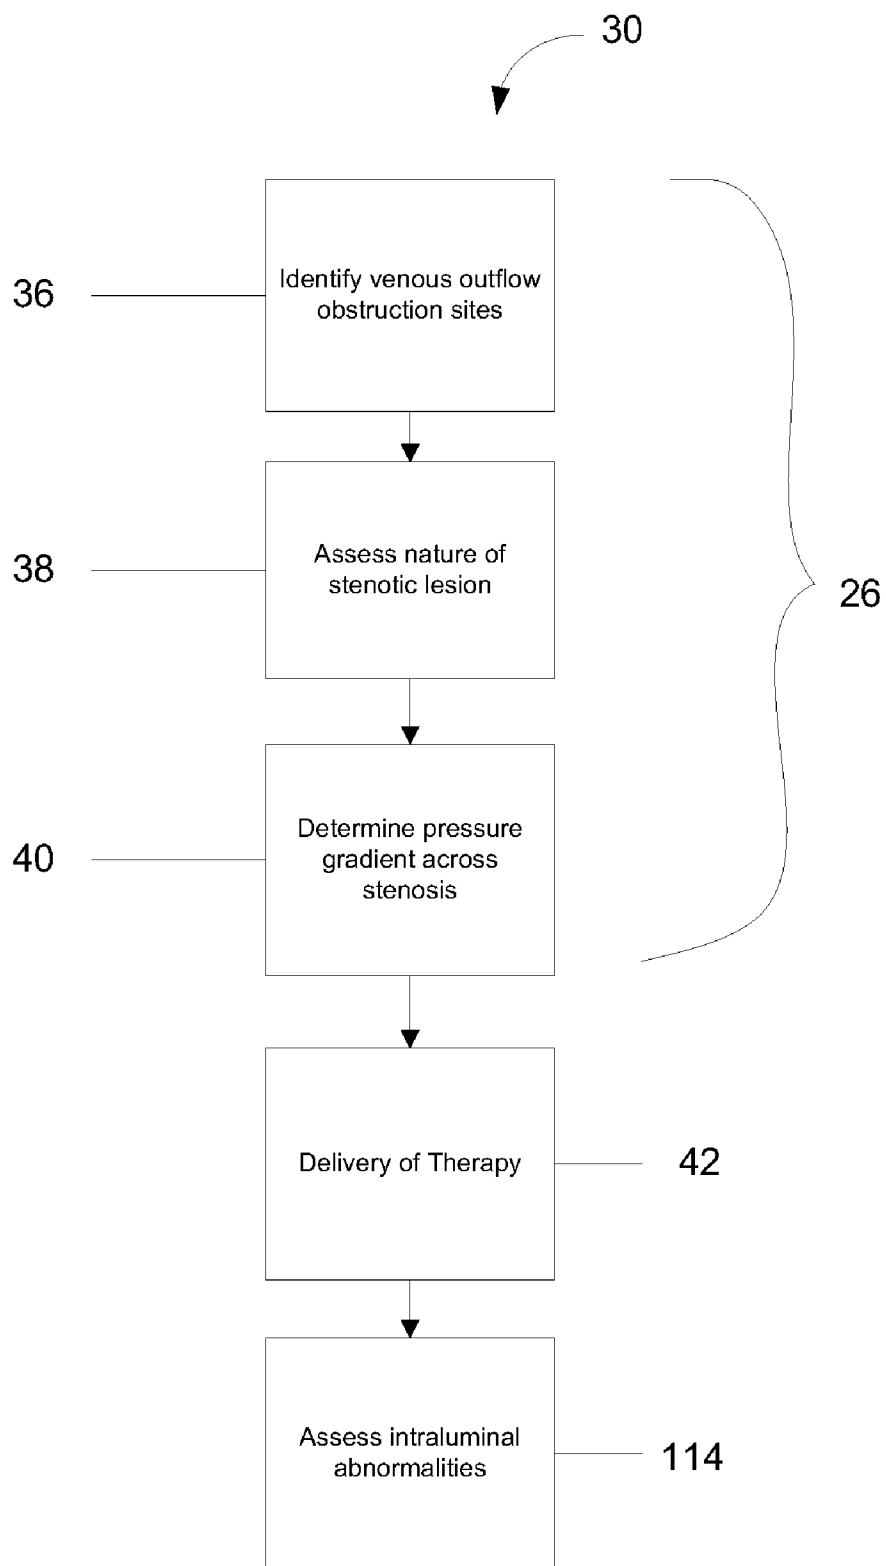 30
36
Identify venous outflow
obstruction sites
38
Assess nature of
stenotic lesion
26
40
Determine pressure
gradient across
stenosis
Delivery of Therapy
42
Assess intraluminal
abnormalities
114